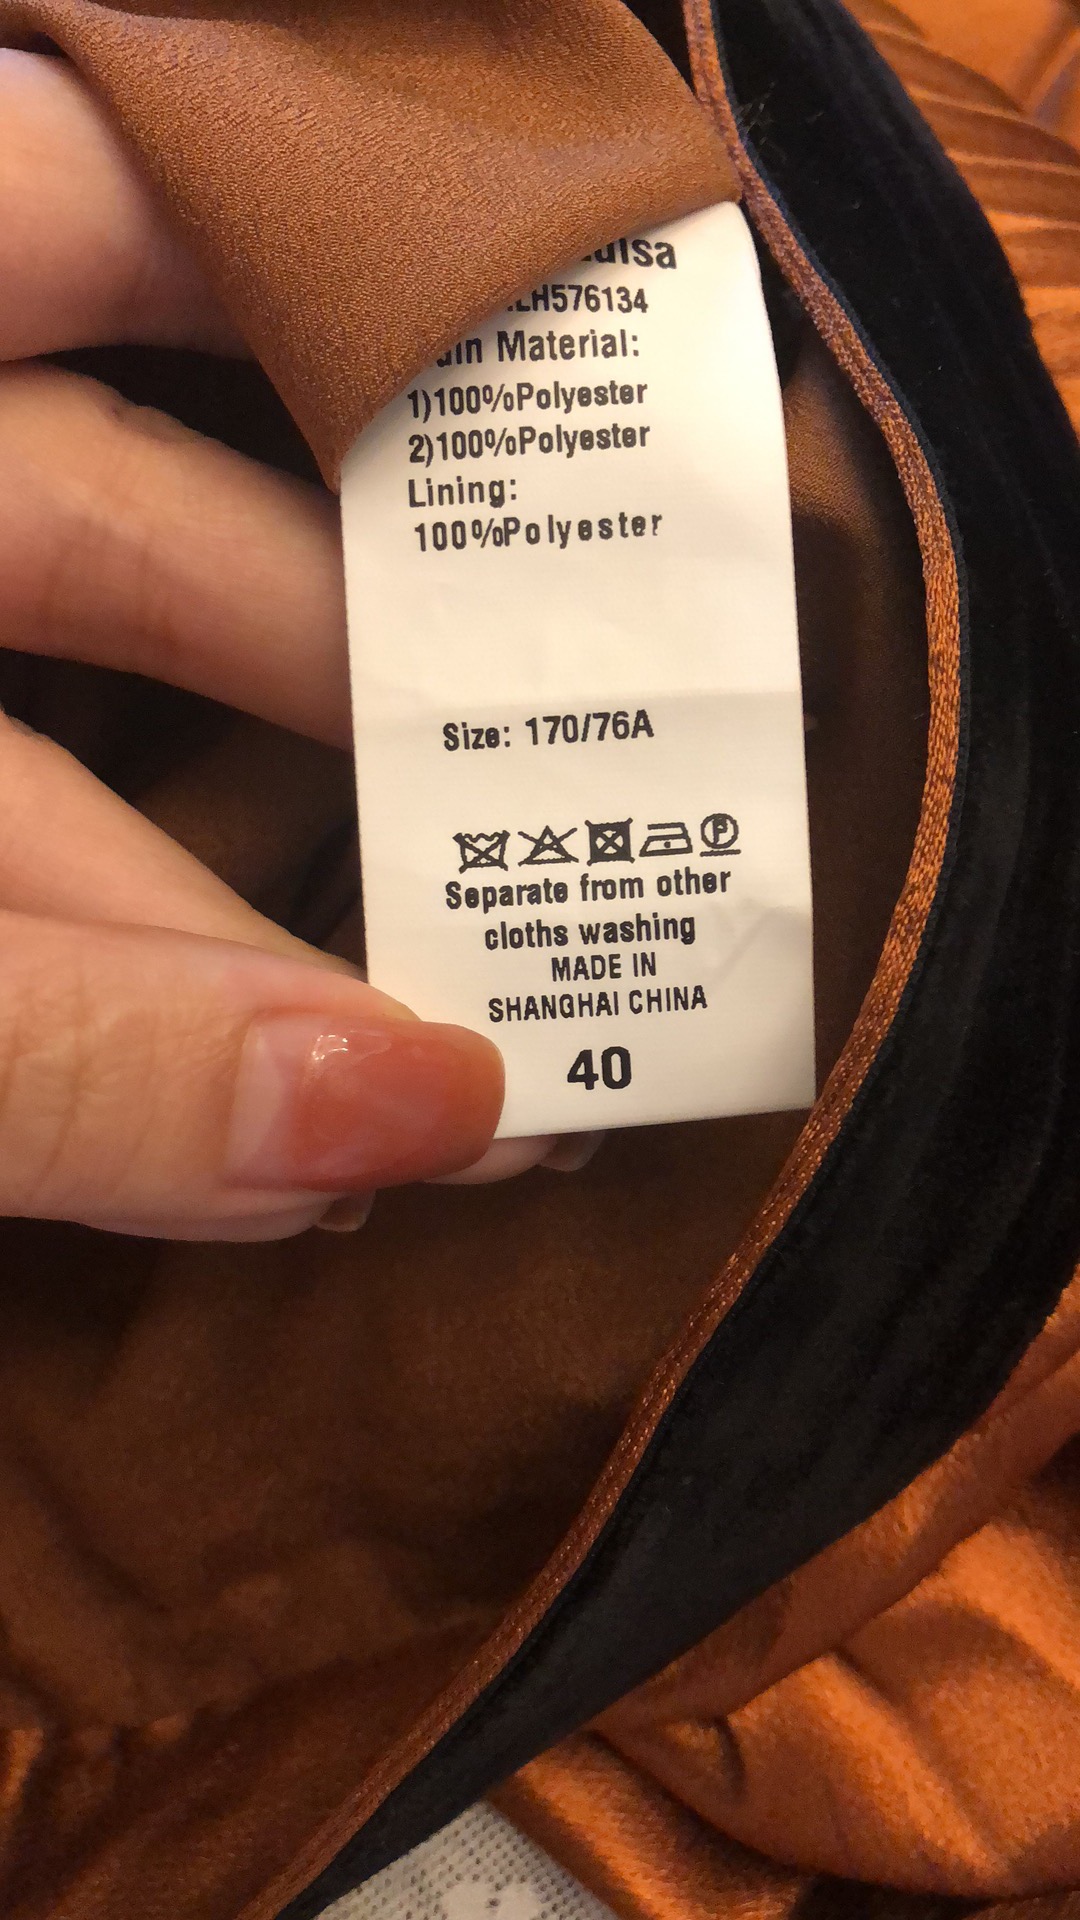 LH576134
Material:
1)100%Polyester
2)100%Polyester
Lining:
100%Polyester
Size: 170/76A
P
Separate from other
cloths washing
MADE IN
SHANGHAI CHINA
40